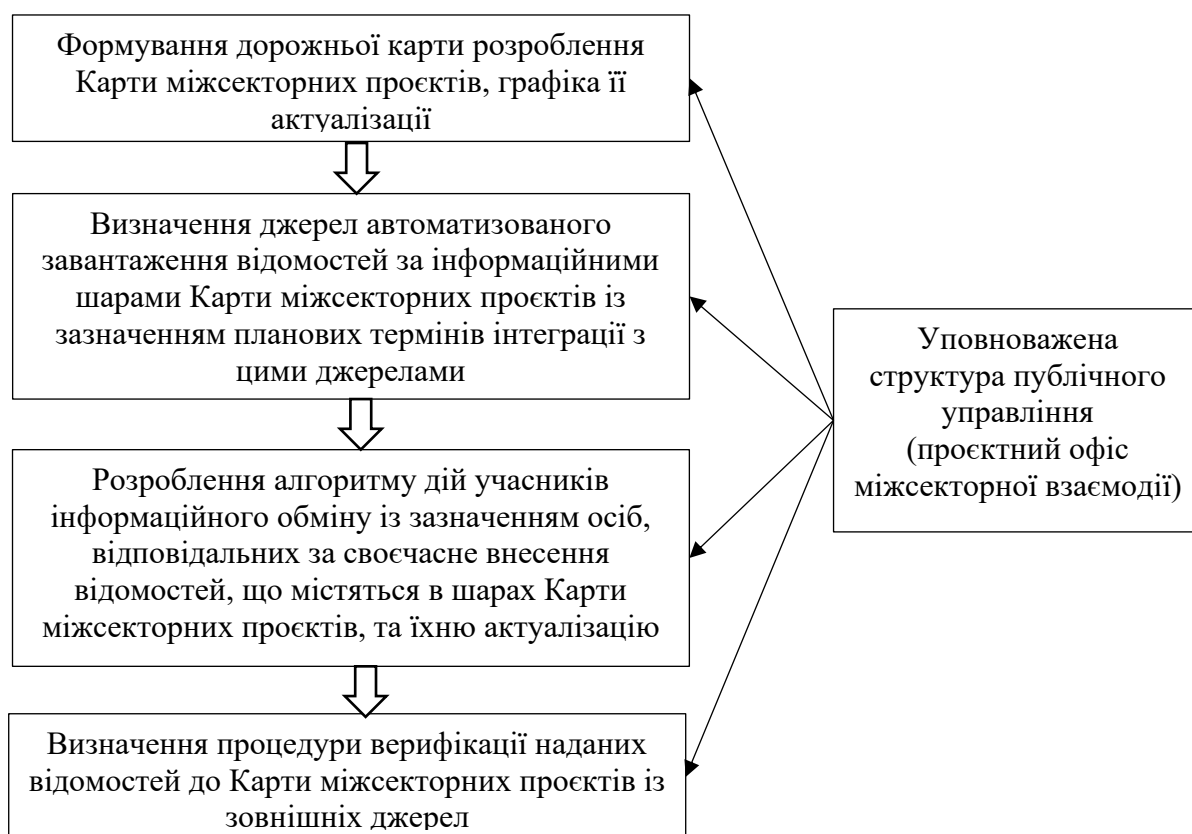 Формування дорожньої карти розроблення
Карти міжсекторних проєктів, графіка її
актуалізації
Визначення джерел автоматизованого
завантаження відомостей за інформаційними
шарами Карти міжсекторних проєктів із
зазначенням планових термінів інтеграції з
цими джерелами
Розроблення алгоритму дій учасників
інформаційного обміну із зазначенням осіб,
відповідальних за своєчасне внесення
відомостей, що містяться в шарах Карти
міжсекторних проєктів, та їхню актуалізацію
Визначення процедури верифікації наданих
відомостей до Карти міжсекторних проєктів із
зовнішніх джерел
Уповноважена
структура публічного
управління
(проєктний офіс
міжсекторної взаємодії)